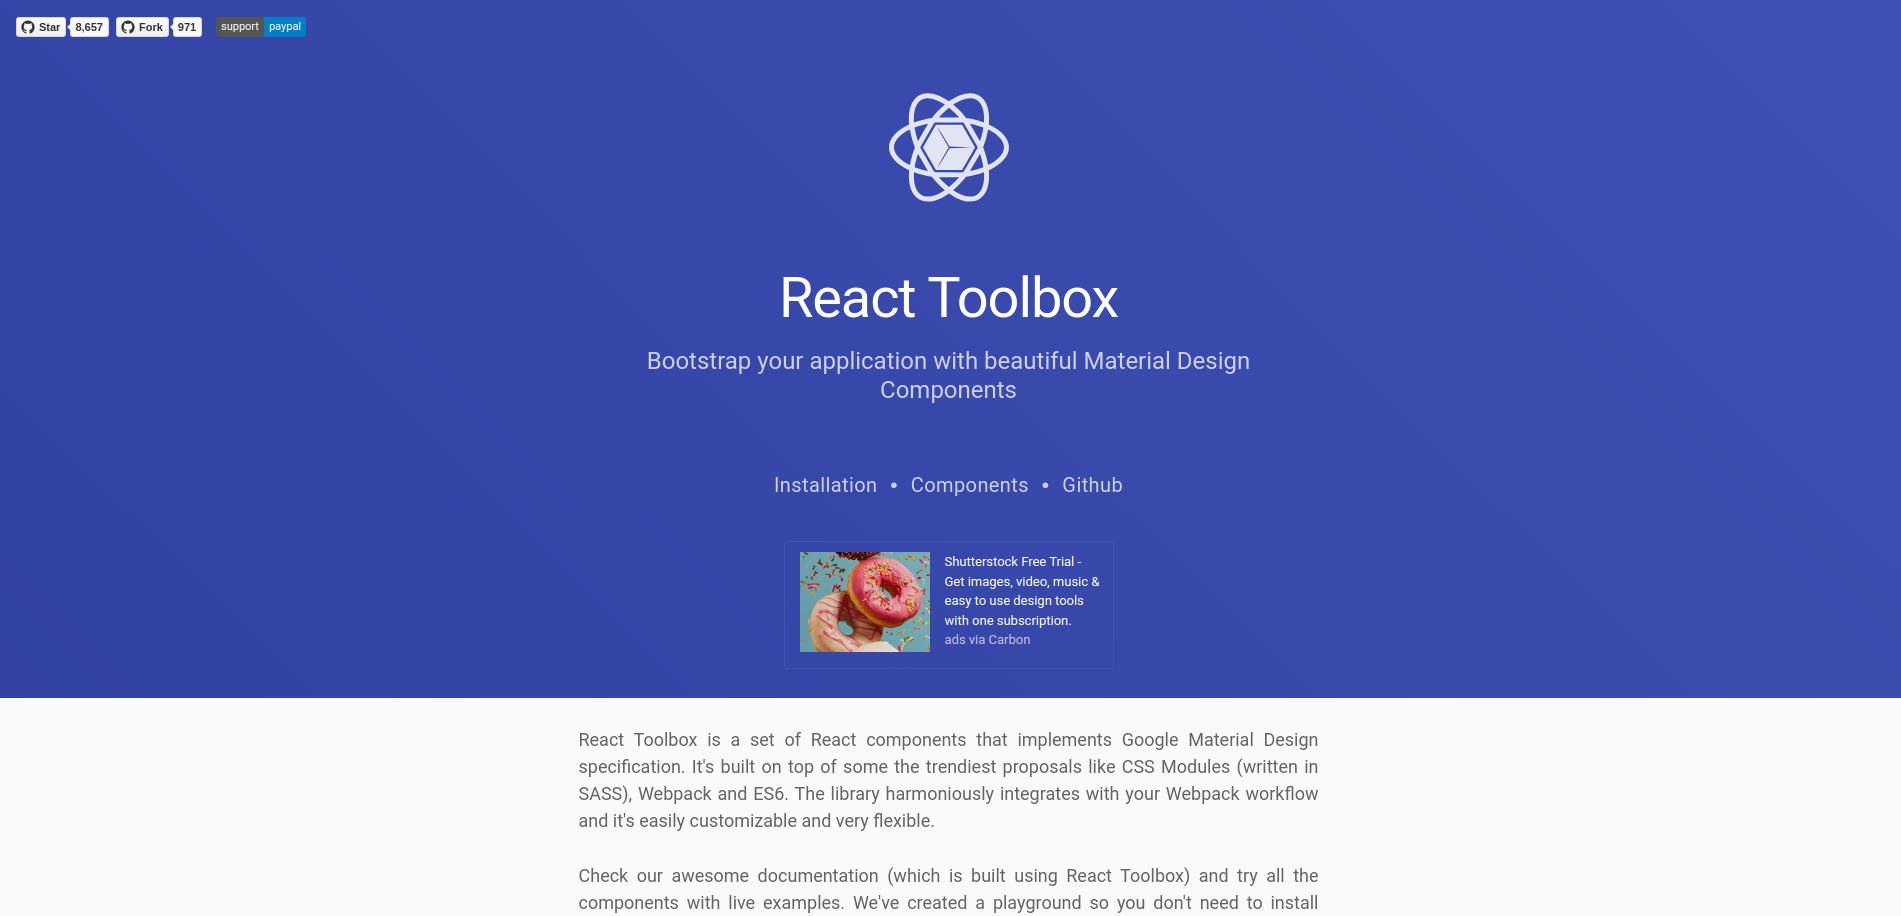 Star 8,657 Fork 971 support paypal
React Toolbox
Bootstrap your application with beautiful Material Design
Components
Installation • Components • Github
Shutterstock Free Trial -
Get images, video, music &
easy to use design tools
with one subscription.
ads via Carbon
React Toolbox is a set of React components that implements Google Material Design
specification. It's built on top of some the trendiest proposals like CSS Modules (written in
SASS), Webpack and ES6. The library harmoniously integrates with your Webpack workflow
and it's easily customizable and very flexible.
Check our awesome documentation (which is built using React Toolbox) and try all the
components with live examples. We've created a playground so you don't need to install